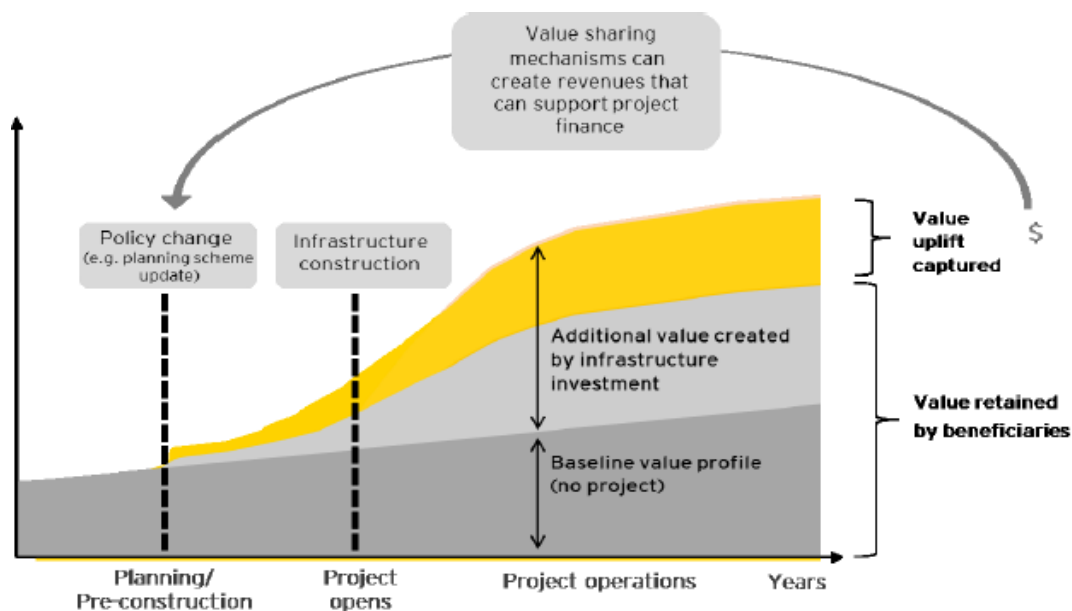 Value sharing
mechanisms can
create revenues that
can support project
finance
Policy change
(e.g. planning scheme
update)
Infrastructure
construction
Value
uplift
captured
$
Additional value created
by infrastructure
investment
Value retained
by beneficiaries
Baseline value profile
(no project)
Planning/
Pre-construction
Project
opens
Project operations
Years